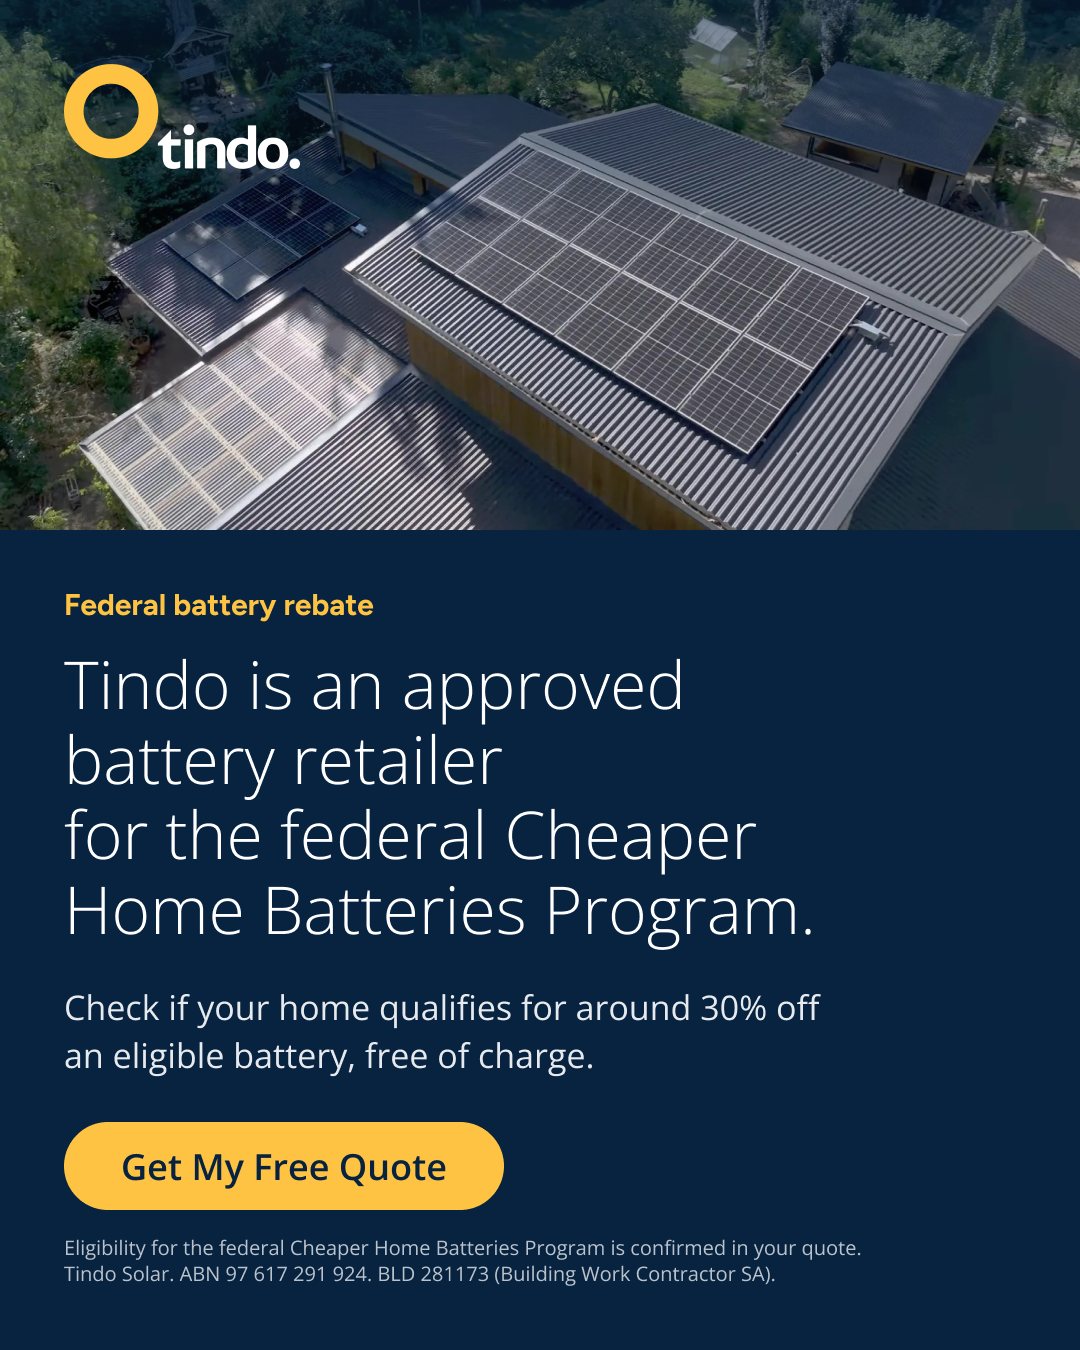 tindo.
Federal battery rebate
Tindo is an approved
battery retailer
for the federal Cheaper
Home Batteries Program.
Check if your home qualifies for around 30% off
an eligible battery, free of charge.
Get My Free Quote
Eligibility for the federal Cheaper Home Batteries Program is confirmed in your quote.
Tindo Solar. ABN 97 617 291 924. BLD 281173 (Building Work Contractor SA).